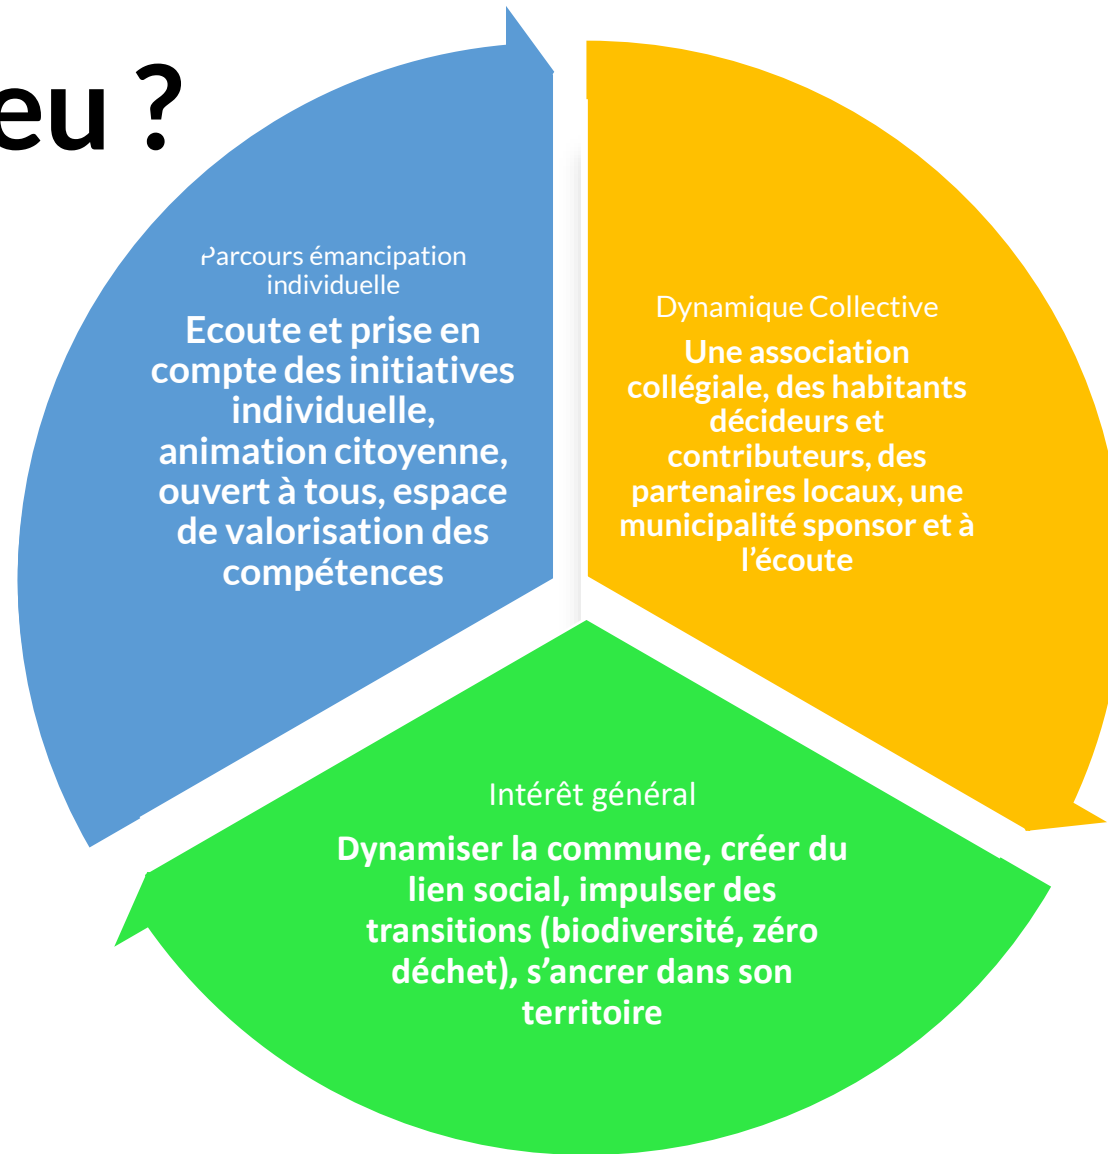 eu ?
Parcours émancipation
individuelle
Ecoute et prise en
compte des initiatives
individuelle,
animation citoyenne,
ouvert à tous, espace
de valorisation des
compétences
Dynamique Collective
Une association
collégiale, des habitants
décideurs et
contributeurs, des
partenaires locaux, une
municipalité sponsor et à
l’écoute
Intérêt général
Dynamiser la commune, créer du
lien social, impulser des
transitions (biodiversité, zéro
déchet), s’ancrer dans son
territoire